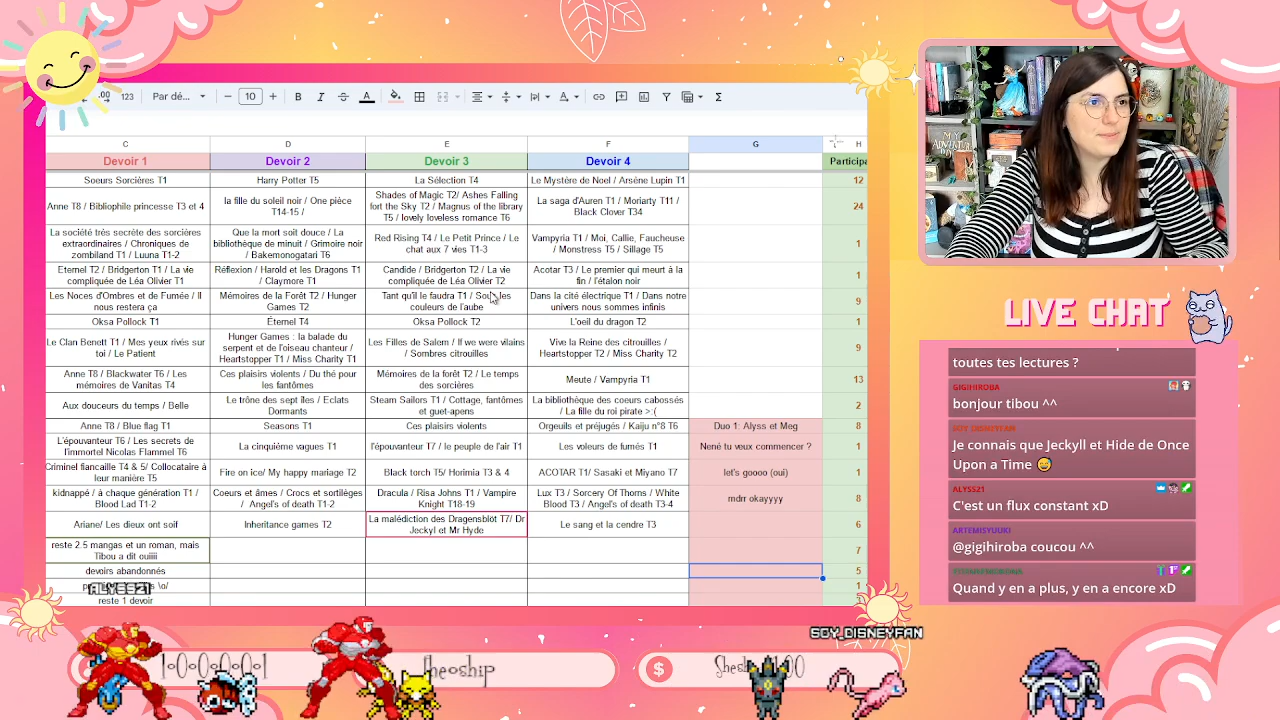 .00 123 Par dé... − 10 + B I A Σ
C D E F G H
Devoir 1 Devoir 2 Devoir 3 Devoir 4 Participa
Soeurs Sorcières T1 Harry Potter T5 La Sélection T4 Le Mystère de Noel / Arsène Lupin T1 12
Anne T8 / Bibliophile princesse T3 et 4
la fille du soleil noir / One pièce
T14-15 /
Shades of Magic T2/ Ashes Falling
fort the Sky T2 / Magnus of the library
T5 / lovely loveless romance T6
La saga d'Auren T1 / Moriarty T11 /
Black Clover T34
24
La société très secrète des sorcières
extraordinaires / Chroniques de
zombiland T1 / Luuna T1-2
Que la mort soit douce / La
bibliothèque de minuit / Grimoire noir
/ Bakemonogatari T6
Red Rising T4 / Le Petit Prince / Le
chat aux 7 vies T1-3
Vampyria T1 / Moi, Callie, Faucheuse
/ Monstress T5 / Sillage T5
1
Eternel T2 / Bridgerton T1 / La vie
compliquée de Léa Olivier T1
Réflexion / Harold et les Dragons T1
/ Claymore T1
Candide / Bridgerton T2 / La vie
compliquée de Léa Olivier T2
Acotar T3 / Le premier qui meurt à la
fin / l'étalon noir
1
Les Noces d'Ombres et de Fumée / Il
nous restera ça
Mémoires de la Forêt T2 / Hunger
Games T2
Tant qu'il le faudra T1 / Sous les
couleurs de l'aube
Dans la cité électrique T1 / Dans notre
univers nous sommes infinis
9
Oksa Pollock T1 Éternel T4 Oksa Pollock T2 L'oeil du dragon T2 1
Le Clan Benett T1 / Mes yeux rivés sur
toi / Le Patient
Hunger Games : la balade du
serpent et de l'oiseau chanteur /
Heartstopper T1 / Miss Charity T1
Les Filles de Salem / If we were vilains
/ Sombres citrouilles
Vive la Reine des citrouilles /
Heartstopper T2 / Miss Charity T2
9
Anne T8 / Blackwater T6 / Les
mémoires de Vanitas T4
Ces plaisirs violents / Du thé pour
les fantômes
Mémoires de la forêt T2 / Le temps
des sorcières
Meute / Vampyria T1
13
Aux douceurs du temps / Belle
Le trône des sept îles / Eclats
Dormants
Steam Sailors T1 / Cottage, fantômes
et guet-apens
La bibliothèque des coeurs cabossés
/ La fille du roi pirate >:(
2
Anne T8 / Blue flag T1 Seasons T1 Ces plaisirs violents Orgeuils et préjugés / Kaiju n°8 T6 Duo 1: Alyss et Meg 8
L'épouvanteur T6 / Les secrets de
l'immortel Nicolas Flammel T6
La cinquième vagues T1
l'épouvanteur T7 / le peuple de l'air T1
Les voleurs de fumés T1
Nenè tu veux commencer ?
1
Criminel fiancaille T4 & 5/ Collocataire à
leur manière T5
Fire on ice/ My happy mariage T2
Black torch T5/ Horimia T3 & 4
ACOTAR T1/ Sasaki et Miyano T7
let's goooo (oui)
1
kidnappé / à chaque génération T1 /
Blood Lad T1-2
Coeurs et âmes / Crocs et sortilèges
/ Angel's of death T1-2
Dracula / Risa Johns T1 / Vampire
Knight T18-19
Lux T3 / Sorcery Of Thorns / White
Blood T3 / Angel's of death T3-4
mdrr okayyyy
8
Ariane/ Les dieux ont soif
Inheritance games T2
La malédiction des Dragensblöt T7/ Dr
Jeckyl et Mr Hyde
Le sang et la cendre T3
6
reste 2.5 mangas et un roman, mais
Tibou a dit ouiiiii
7
devoirs abandonnés 5
\o/ 1
ALYSS21
reste 1 devoir
MY
ADVENTURE
LIVE CHAT
toutes tes lectures ?
GIGIHIROBA
bonjour tibou ^^
SOY_DISNEYFAN
Je connais que Jeckyll et Hide de Once
Upon a Time
ALYSS21
C'est un flux constant xD
ARTEMISYUUKI
@gigihiroba coucou ^^
Quand y en a plus, y en a encore xD
SOY_DISNEYFAN
theoship
$